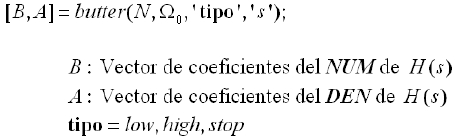 [B,A] = butter(N,Ω₀,'tipo','s');
B : Vector de coeficientes del NUM de H(s)
A : Vector de coeficientes del DEN de H(s)
tipo = low, high, stop